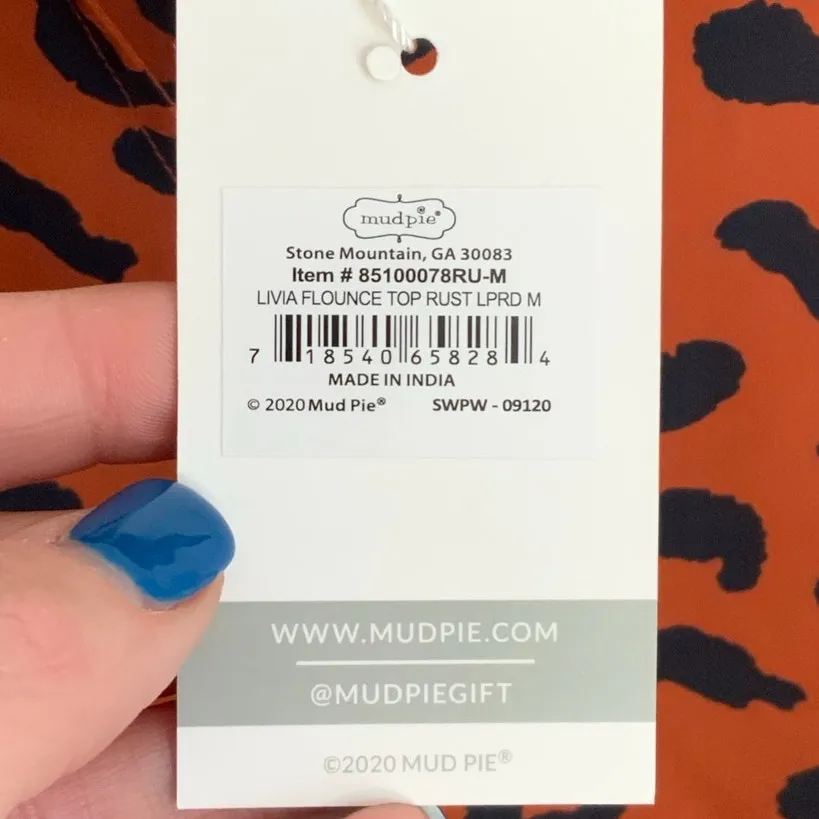 mudpie®
Stone Mountain, GA 30083
Item # 85100078RU-M
LIVIA FLOUNCE TOP RUST LPRD M
7 18540 65828 4
MADE IN INDIA
© 2020 Mud Pie® SWPW - 09120
WWW.MUDPIE.COM
@MUDPIEGIFT
©2020 MUD PIE®